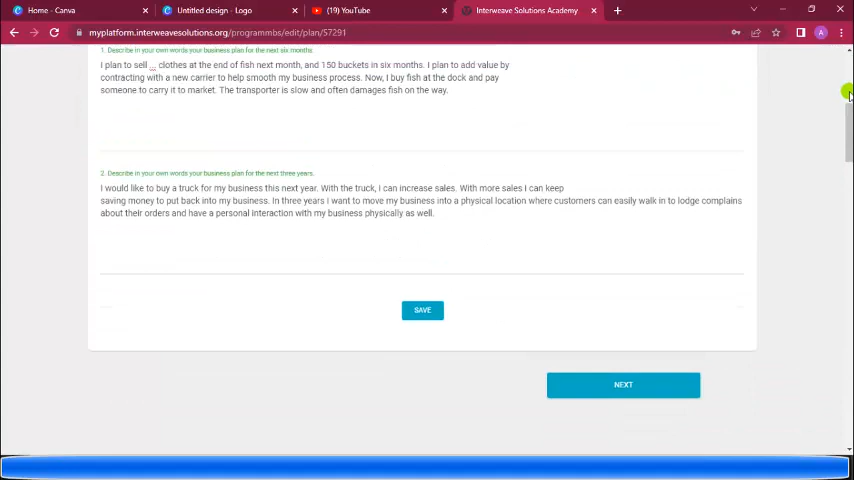 Home - Canva
Untitled design - Logo
(19) YouTube
Interweave Solutions Academy
myplatform.interweavesolutions.org/programmbs/edit/plan/57291
A
1. Describe in your own words your business plan for the next six months.
I plan to sell ... clothes at the end of fish next month, and 150 buckets in six months. I plan to add value by
contracting with a new carrier to help smooth my business process. Now, I buy fish at the dock and pay
someone to carry it to market. The transporter is slow and often damages fish on the way.
2. Describe in your own words your business plan for the next three years.
I would like to buy a truck for my business this next year. With the truck, i can increase sales. With more sales i can keep
saving money to put back into my business. In three years i want to move my business into a physical location where customers can easily walk in to lodge complains
about their orders and have a personal interaction with my business physically as well.
SAVE
NEXT